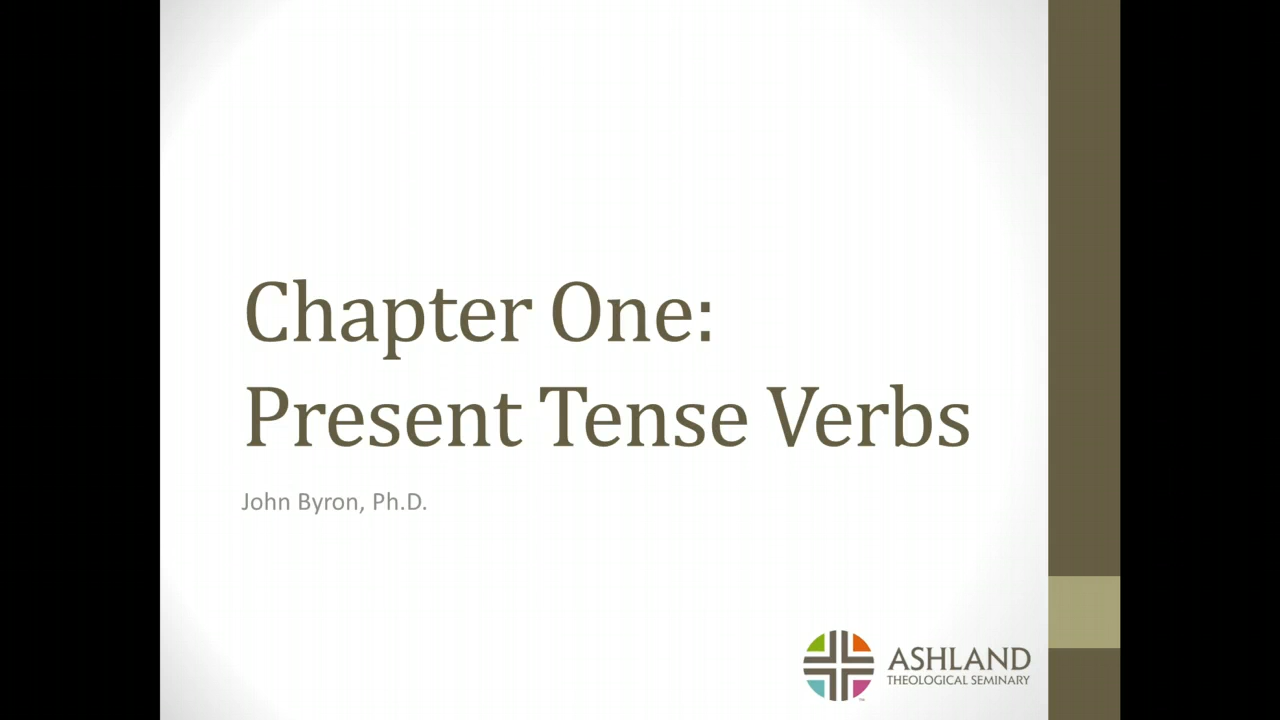 Chapter One:
Present Tense Verbs
John Byron, Ph.D.
ASHLAND
THEOLOGICAL SEMINARY